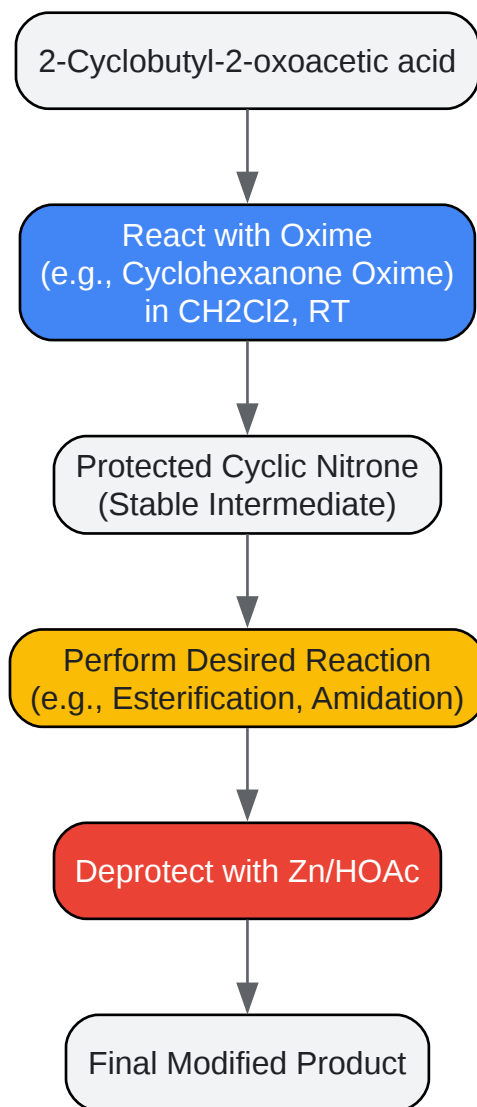 2-Cyclobutyl-2-oxoacetic acid
React with Oxime
(e.g., Cyclohexanone Oxime)
in CH2Cl2, RT
Protected Cyclic Nitrone
(Stable Intermediate)
Perform Desired Reaction
(e.g., Esterification, Amidation)
Deprotect with Zn/HOAc
Final Modified Product